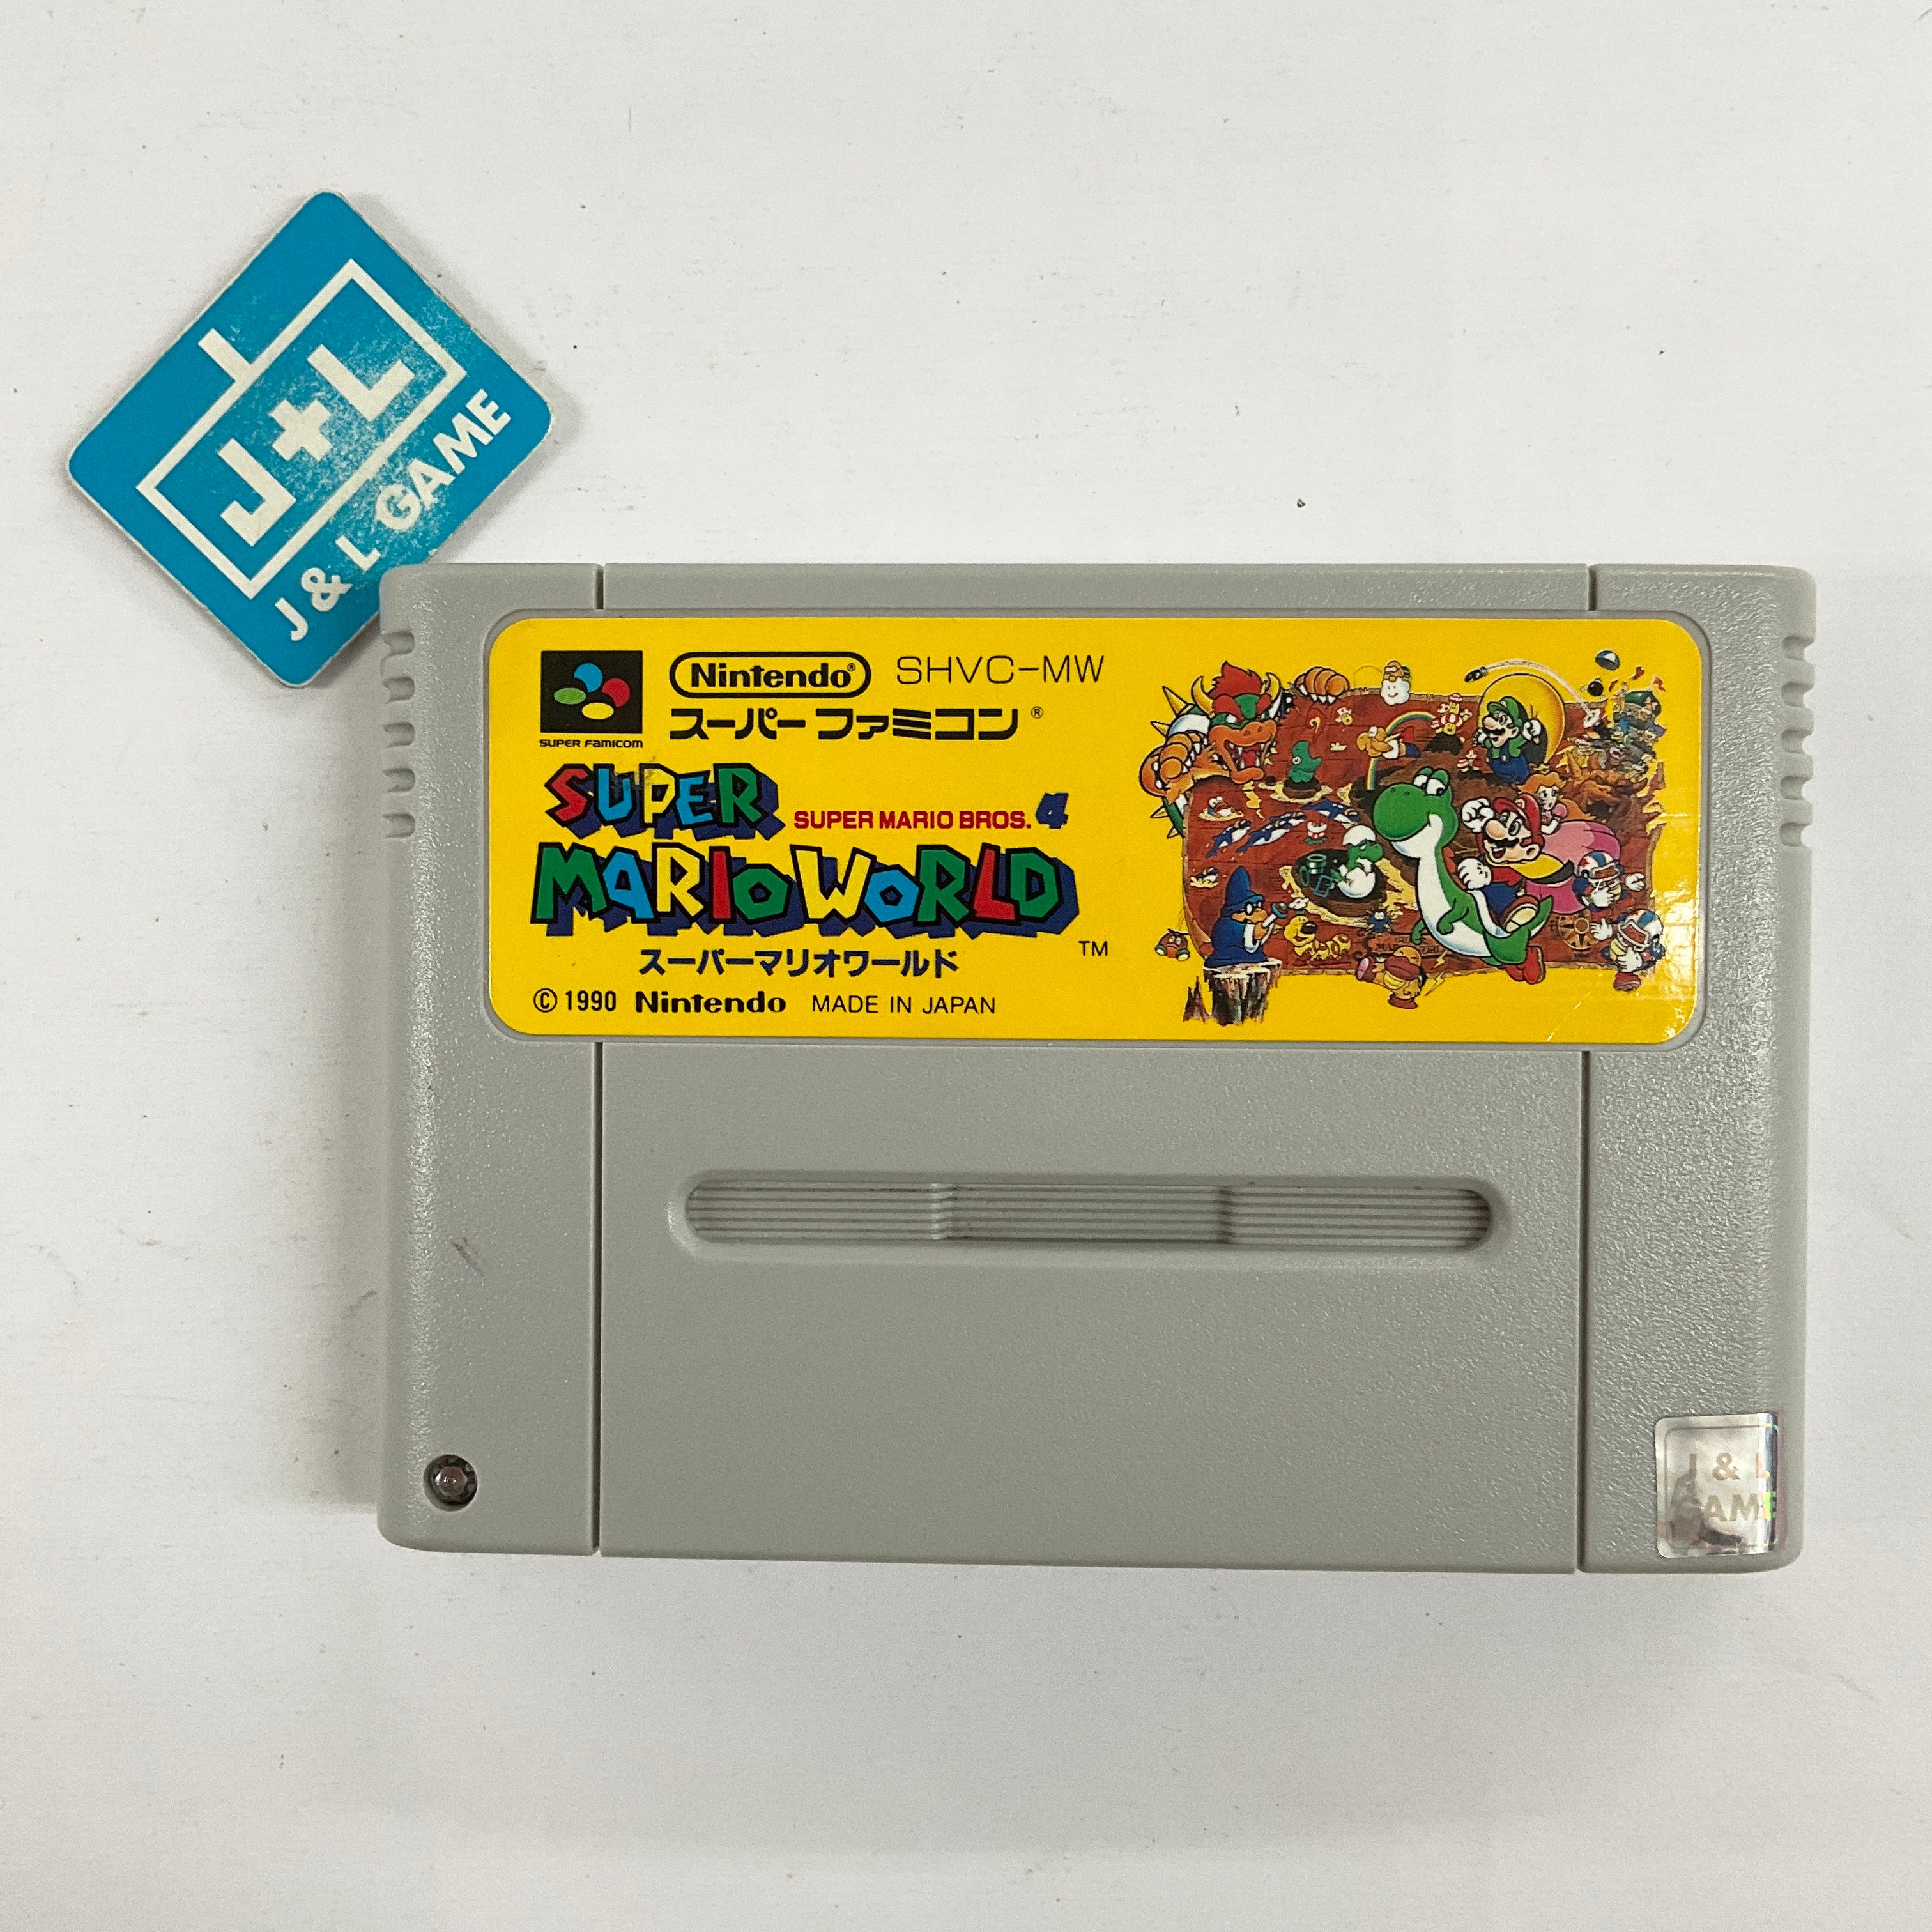 J+L
J & L GAME
Nintendo® SHVC-MW
スーパーファミコン®
SUPER FAMICOM
SUPER
SUPER MARIO BROS. 4
MARIO WORLD
TM
スーパーマリオワールド
© 1990 Nintendo MADE IN JAPAN
J & L
GAME